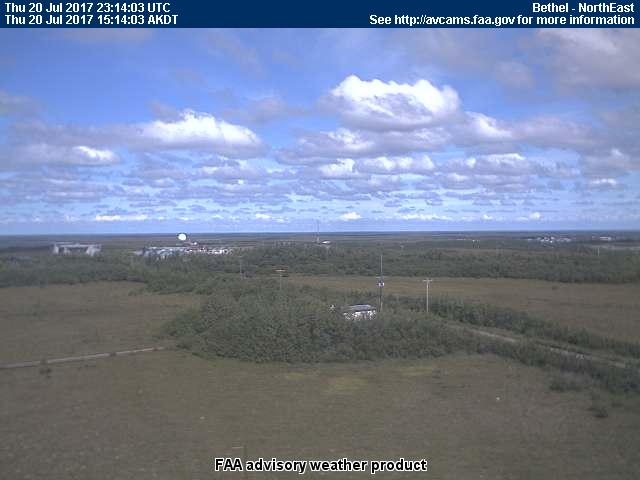 Thu 20 Jul 2017 23:14:03 UTC
Bethel - NorthEast
Thu 20 Jul 2017 15:14:03 AKDT
See http://avcams.faa.gov for more information
FAA advisory weather product